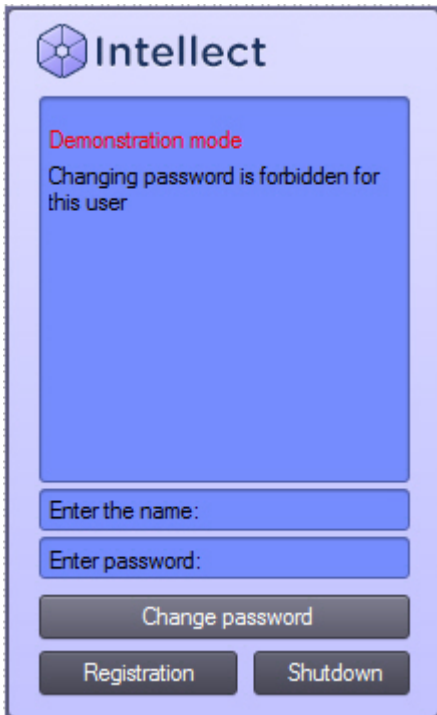 Intellect
Demonstration mode
Changing password is forbidden for
this user
Enter the name:
Enter password:
Change password
Registration
Shutdown